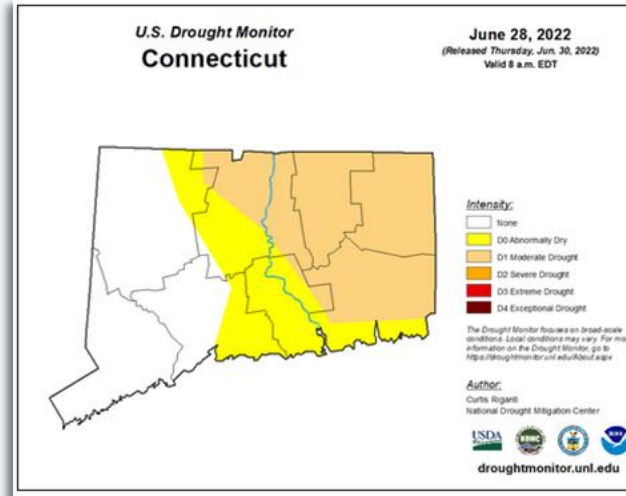 U.S. Drought Monitor
Connecticut
June 28, 2022
(Released Thursday, Jun. 30, 2022)
Valid 8 a.m. EDT
Intensity:
None
D0 Abnormally Dry
D1 Moderate Drought
D2 Severe Drought
D3 Extreme Drought
D4 Exceptional Drought
The Drought Monitor focuses on broad-scale
conditions. Local conditions may vary. For mo
information on the Drought Monitor, go to
https://droughtmonitor.unl.edu/About.aspx
Author:
Curtis Riganti
National Drought Mitigation Center
USDA
NDMC
droughtmonitor.unl.edu